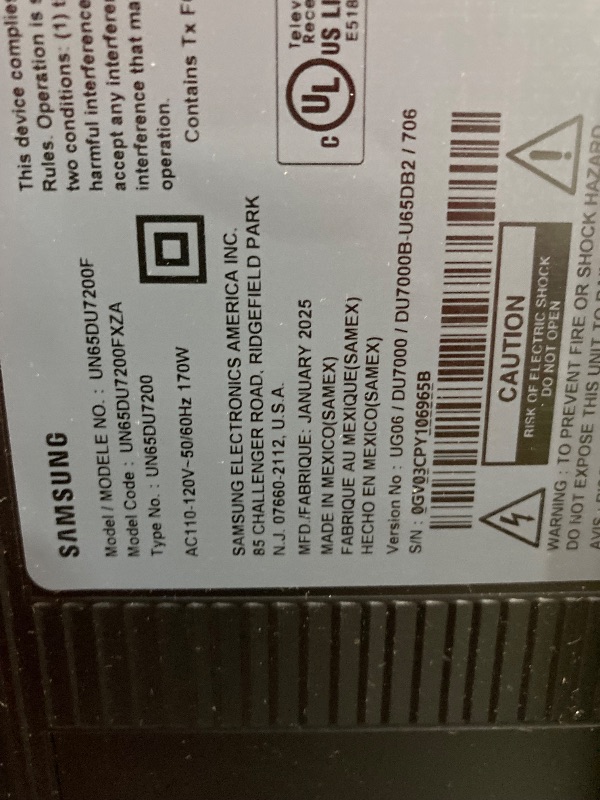 SAMSUNG
Model / MODELE NO. : UN65DU7200F
Model Code : UN65DU7200FXZA
Type No. : UN65DU7200
AC110-120V~50/60Hz 170W
SAMSUNG ELECTRONICS AMERICA INC.
85 CHALLENGER ROAD, RIDGEFIELD PARK
N.J. 07660-2112, U.S.A.
MFD./FABRIQUE: JANUARY 2025
MADE IN MEXICO(SAMEX)
FABRIQUE AU MEXIQUE(SAMEX)
HECHO EN MEXICO(SAMEX)
Version No : UG06 / DU7000 / DU7000B-U65DB2 / 706
S/N : 0GV03CPY106965B
CAUTION
RISK OF ELECTRIC SHOCK
DO NOT OPEN
WARNING : TO PREVENT FIRE OR SHOCK HAZARD
DO NOT EXPOSE THIS UNIT TO
This device complies
Rules. Operation is
two conditions: (1)
harmful interference
accept any
interference that
operation.
Contains Tx
C UL US
E518